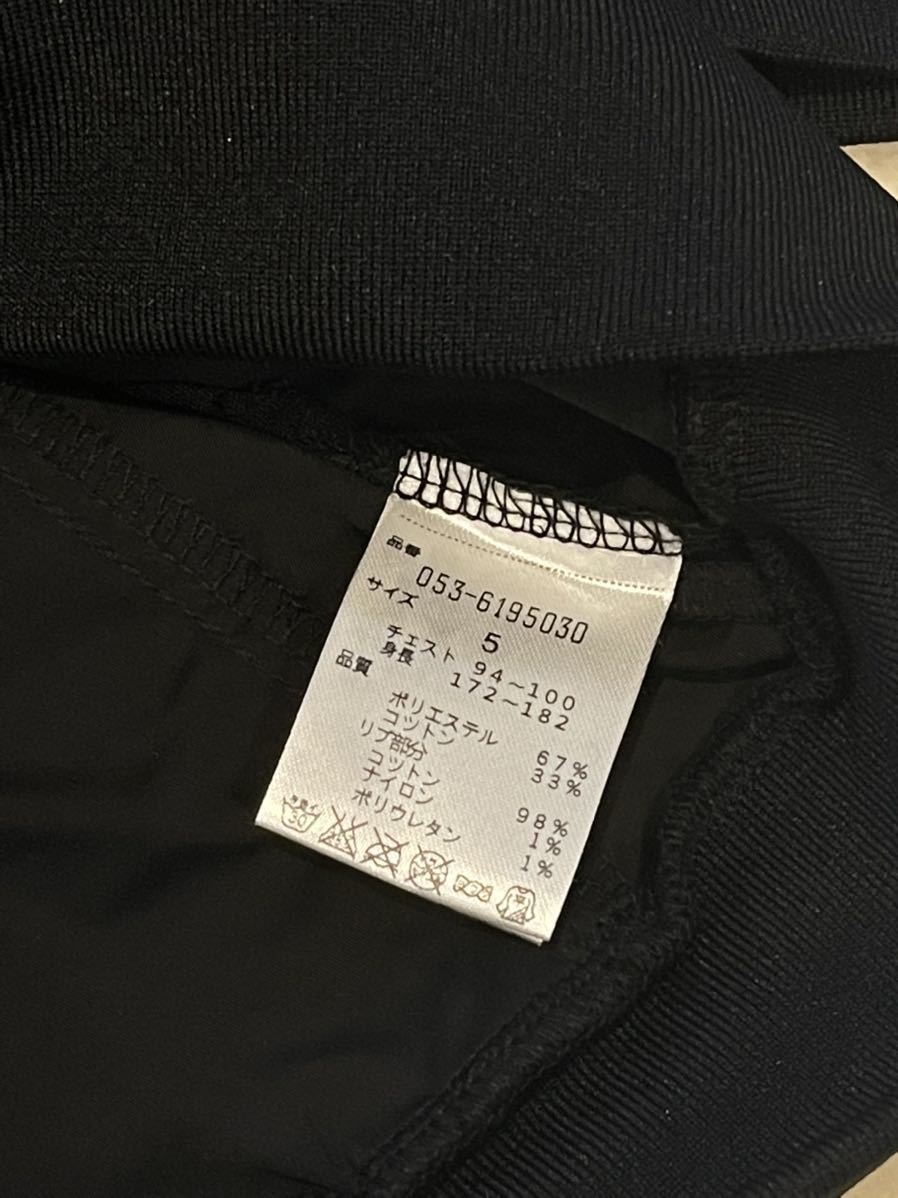 品番
053-6195030
サイズ
5
チェスト 94〜100
身長 172〜182
品質
ポリエステル 67%
コットン 33%
リブ部分
コットン 98%
ナイロン 1%
ポリウレタン 1%
30